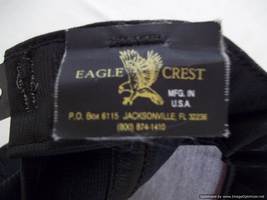 EAGLE CREST
MFG. IN
U.S.A.
P.O. Box 6115 JACKSONVILLE, FL 32236
(800) 874-1410